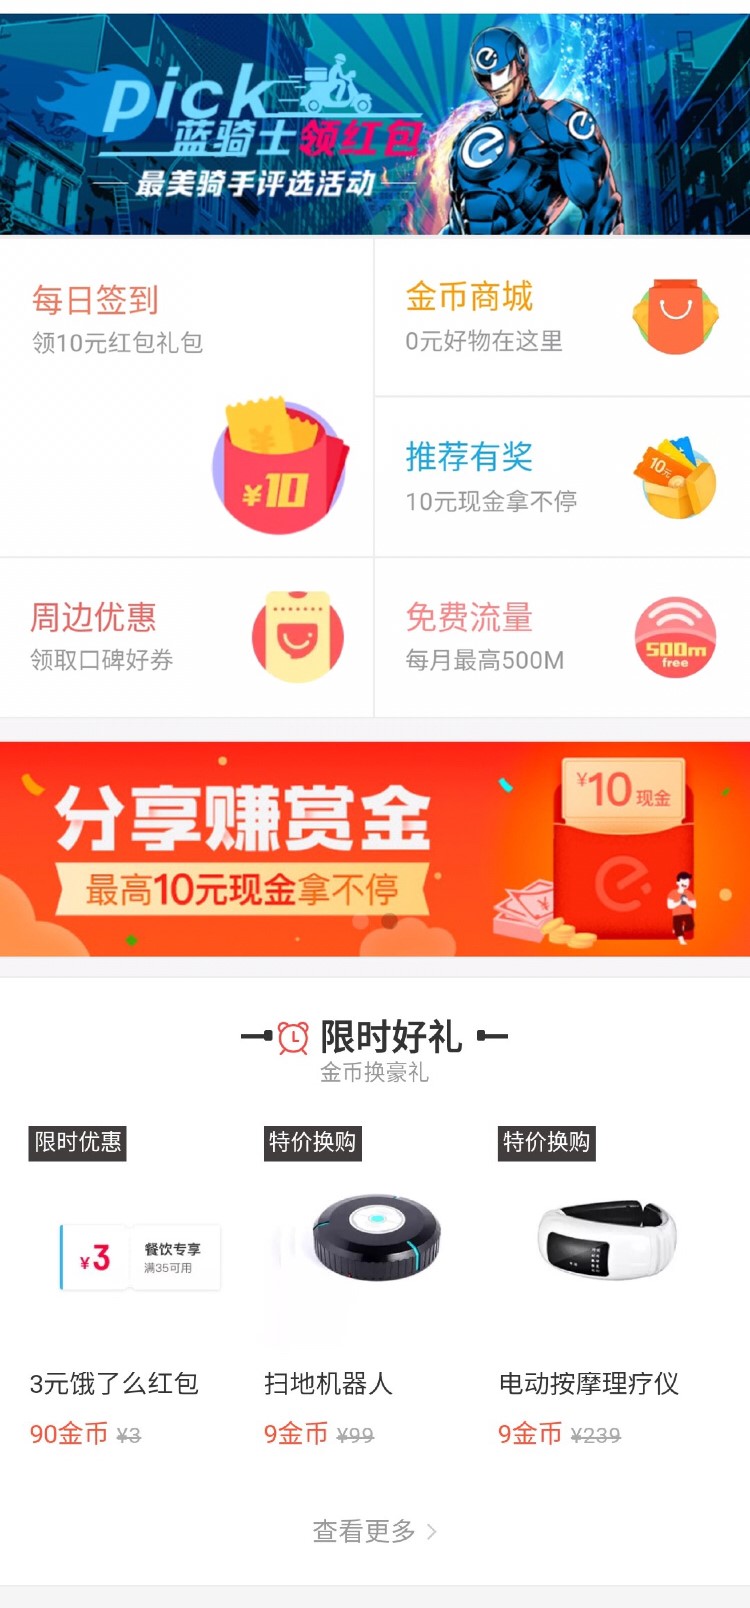 pick
蓝骑士领红包
最美骑手评选活动
每日签到
领10元红包礼包
¥10
金币商城
0元好物在这里
推荐有奖
10元现金拿不停
10元
周边优惠
领取口碑好券
免费流量
每月最高500M
500m
free
分享赚赏金
最高10元现金拿不停
¥10现金
限时好礼
金币换豪礼
限时优惠
特价换购
特价换购
¥3
餐饮专享
满35可用
3元饿了么红包
扫地机器人
电动按摩理疗仪
90金币 ¥3
9金币 ¥99
9金币 ¥239
查看更多